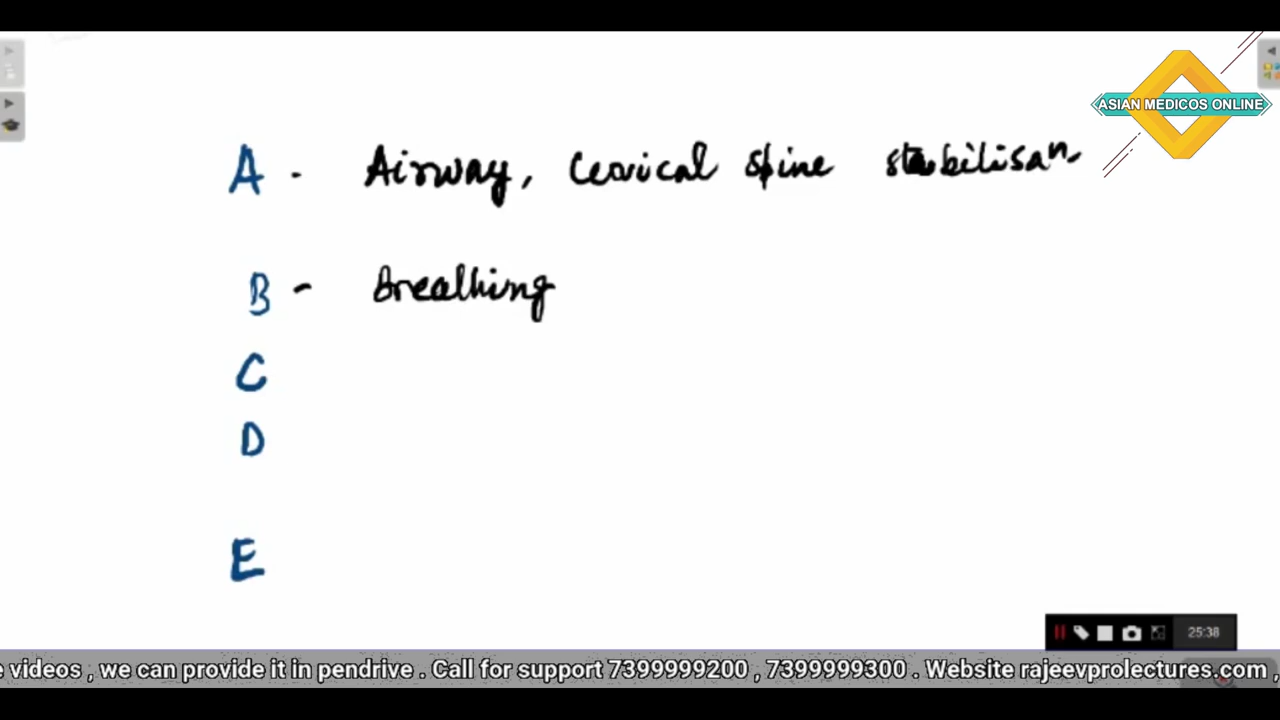 ASIAN MEDICOS ONLINE
A - Airway, Cervical spine stabilisan
B - Breathing
C
D
E
25:38
e videos , we can provide it in pendrive . Call for support 7399999200 , 7399999300 . Website rajeevprolectures.com ,